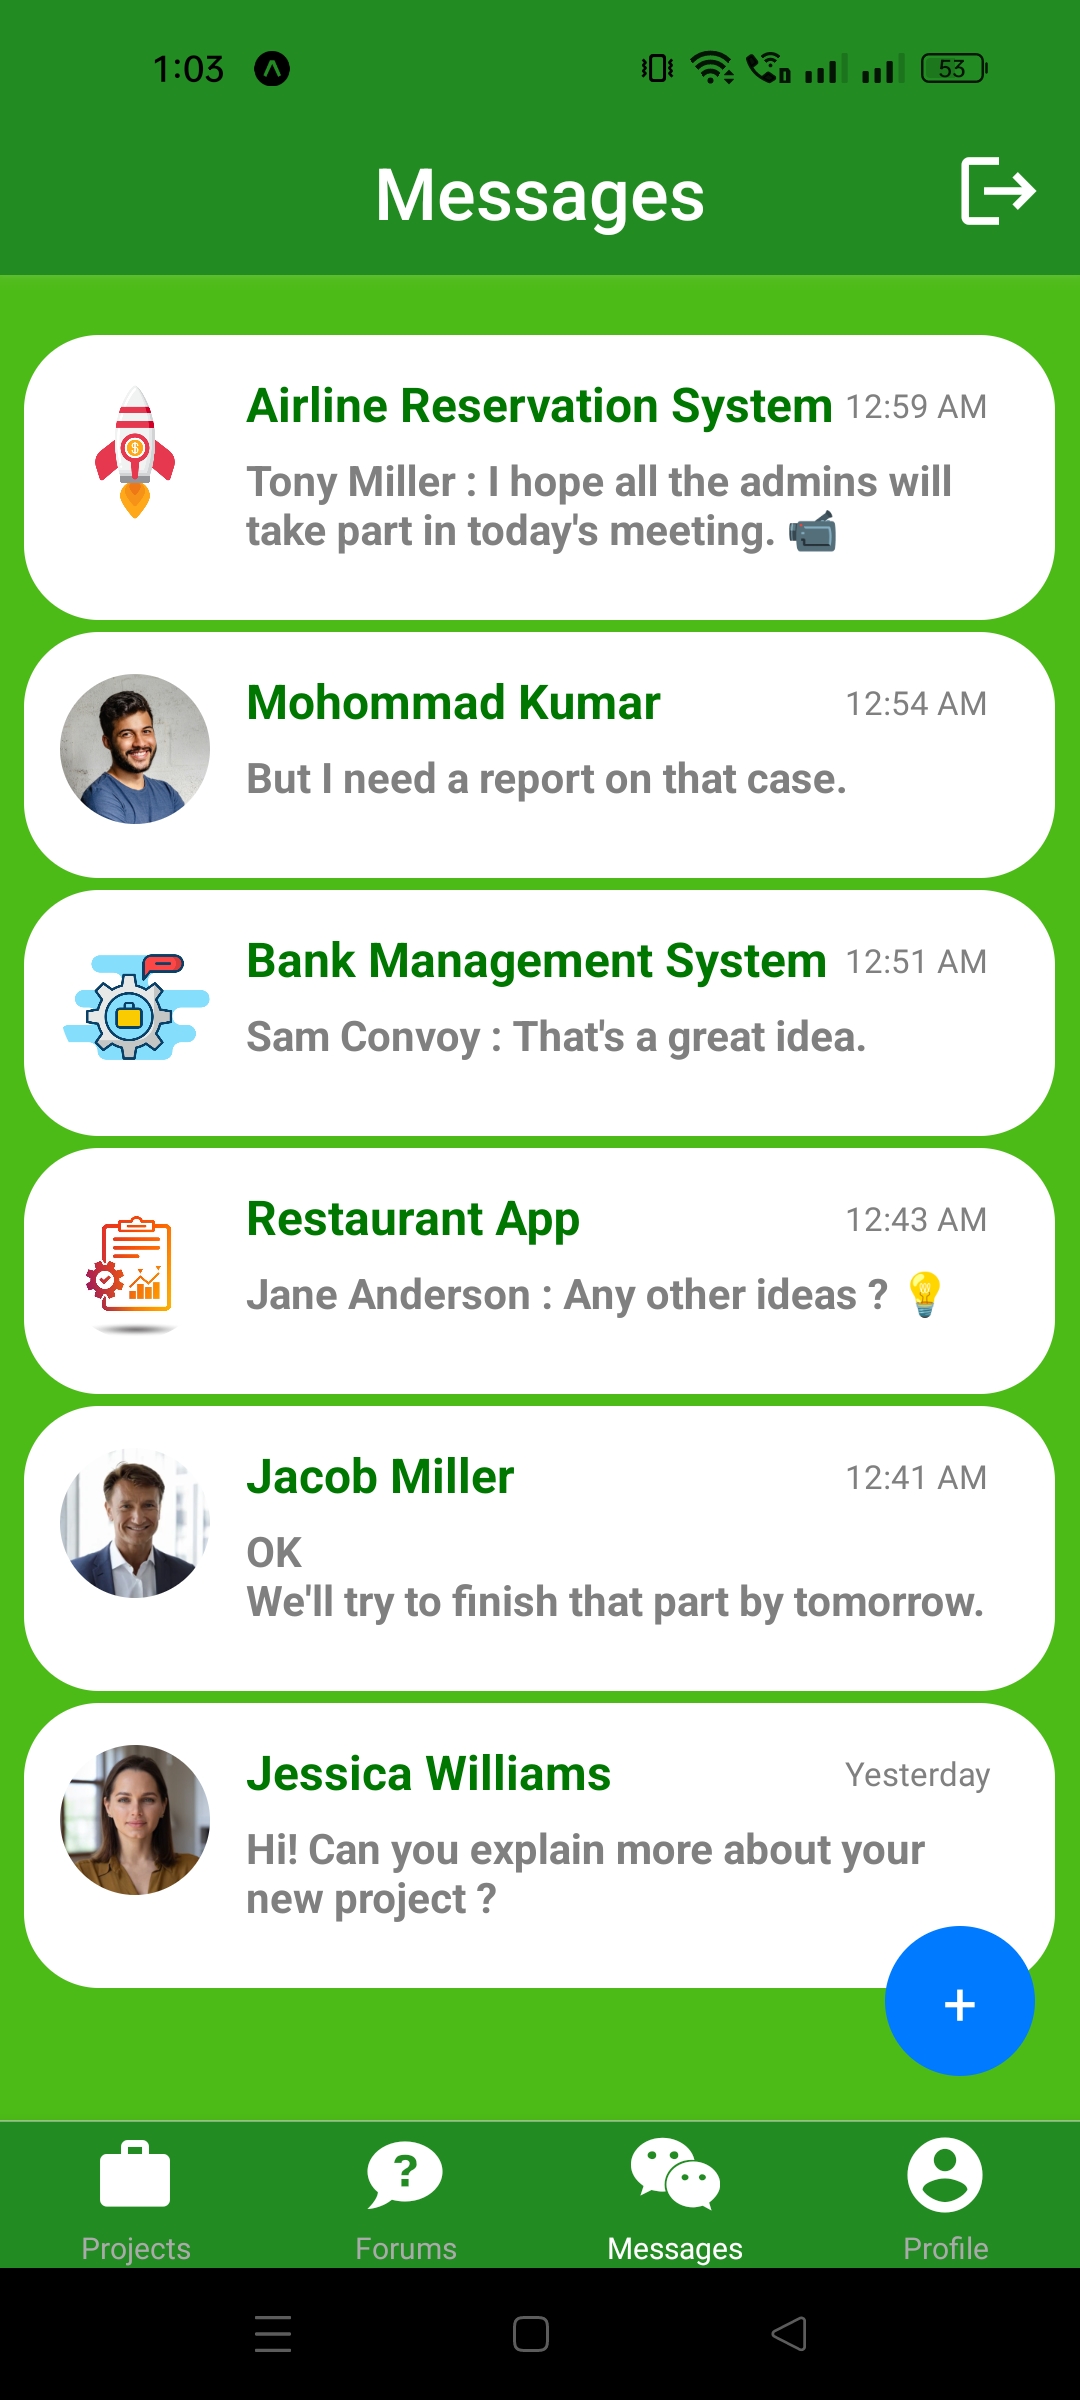 1:03
53
Messages
Airline Reservation System 12:59 AM
Tony Miller : I hope all the admins will
take part in today's meeting. 📹
Mohommad Kumar 12:54 AM
But I need a report on that case.
Bank Management System 12:51 AM
Sam Convoy : That's a great idea.
Restaurant App 12:43 AM
Jane Anderson : Any other ideas ? 💡
Jacob Miller 12:41 AM
OK
We'll try to finish that part by tomorrow.
Jessica Williams Yesterday
Hi! Can you explain more about your
new project ?
+
Projects Forums Messages Profile